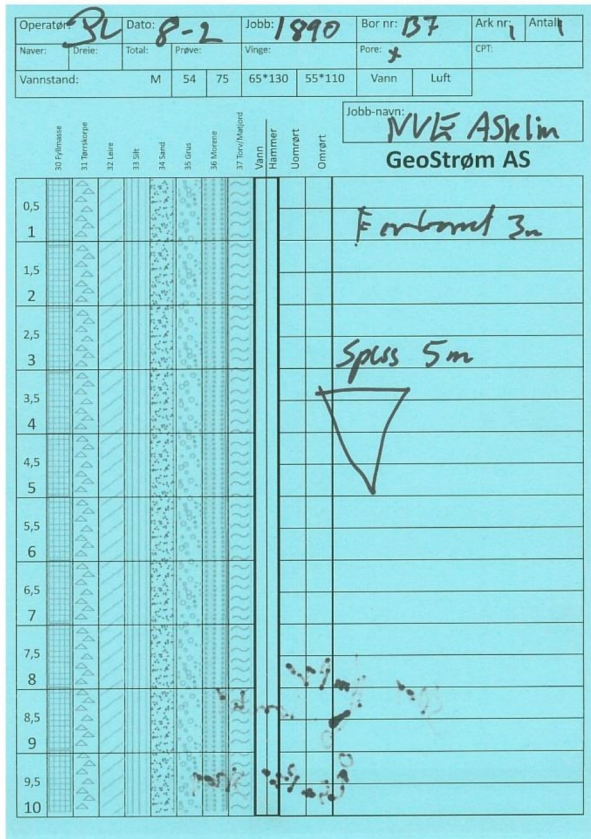 Operatør: PL Dato: 8-2 Jobb: 1890 Bor nr: B7 Ark nr: 1 Antall 1
Naver: Dreie: Total: Prøve: Vinge: Pore: x CPT:
Vannstand: M 54 75 65*130 55*110 Vann Luft
Jobb-navn: NVE Asklim
GeoStrøm AS
30 Fyllmasse 31 Tørrskorpe 32 Leire 33 Silt 34 Sand 35 Grus 36 Morene 37 Torv/Matjord Vann Hammer Uomrørt Omrørt
0,5
Forboret 3m
1
1,5
2
2,5
3
Spiss 5m
3,5
4
4,5
5
5,5
6
6,5
7
7,5
8
8,5
9
9,5
10